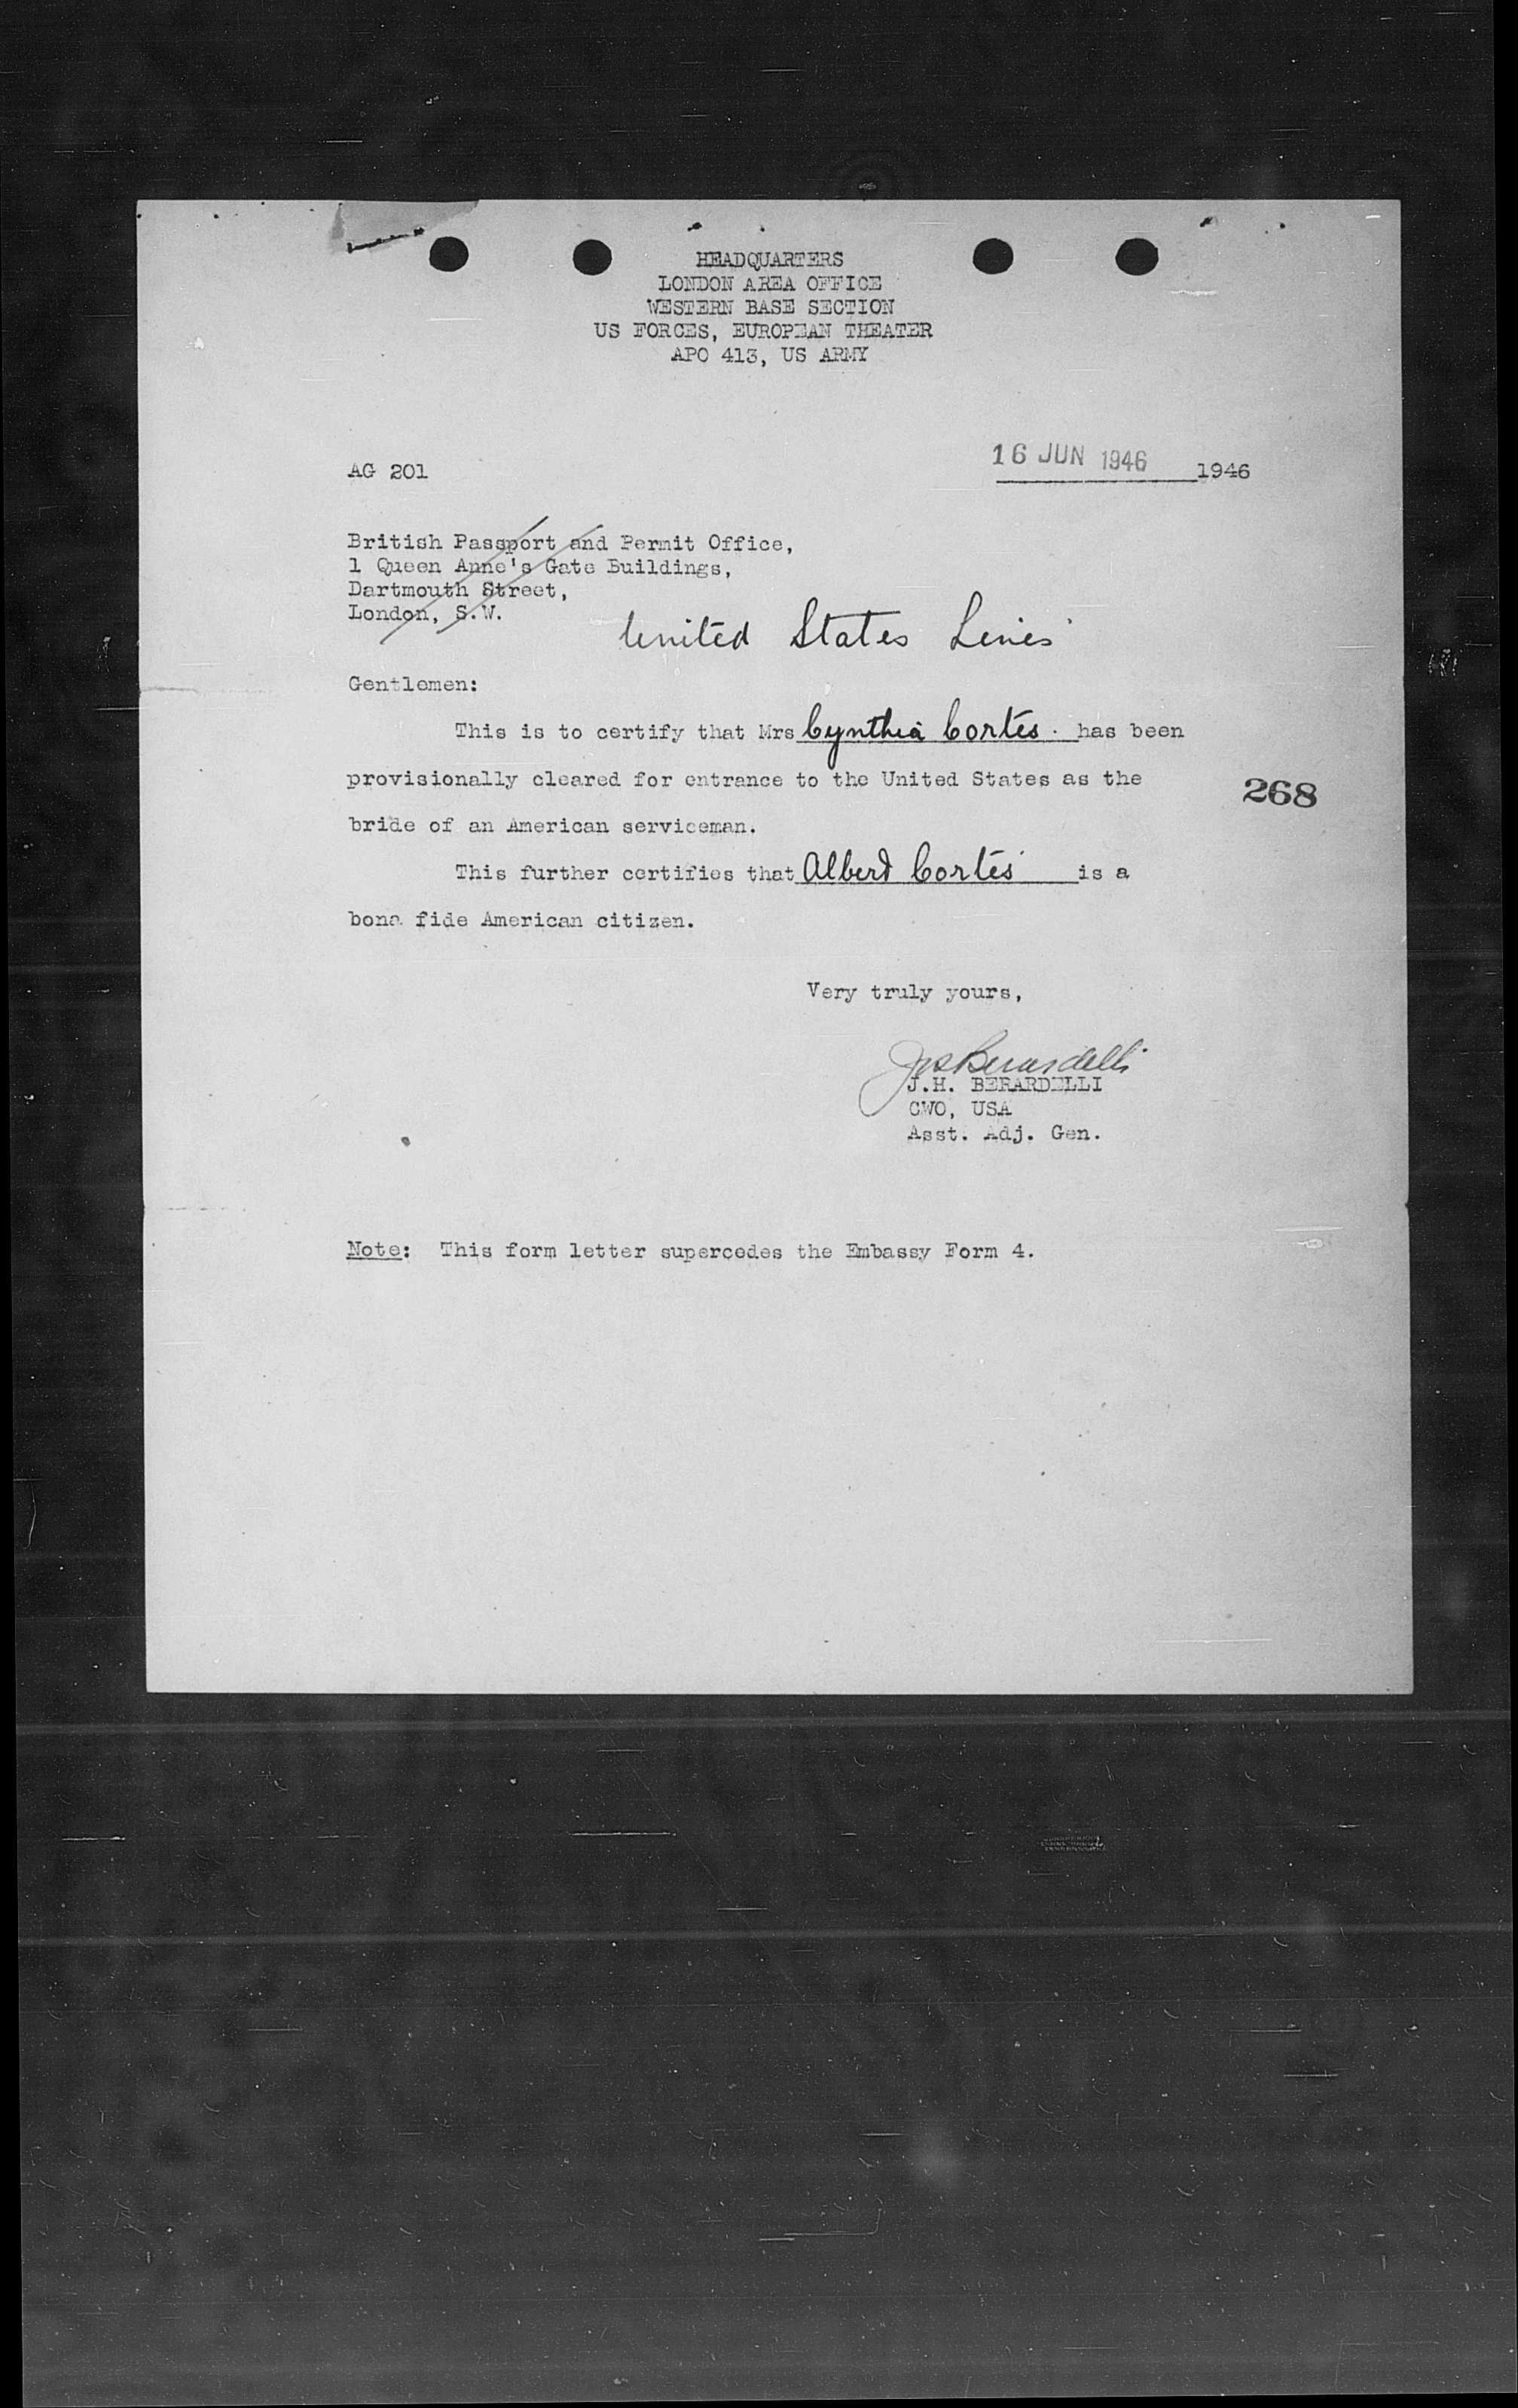 HEADQUARTERS
LONDON AREA OFFICE
WESTERN BASE SECTION
US FORCES, EUROPEAN THEATER
APO 413, US ARMY
AG 201
16 JUN 1946 1946
British Passport and Permit Office,
1 Queen Anne's Gate Buildings,
Dartmouth Street,
London, S.W.
United States Lines
Gentlemen:
This is to certify that Mrs Cynthia Cortes. has been
provisionally cleared for entrance to the United States as the
268
bride of an American serviceman.
This further certifies that Albert Cortes is a
bona fide American citizen.
Very truly yours,
Jos Berardelli
J.H. BERARDELLI
CWO, USA
Asst. Adj. Gen.
Note: This form letter supercedes the Embassy Form 4.